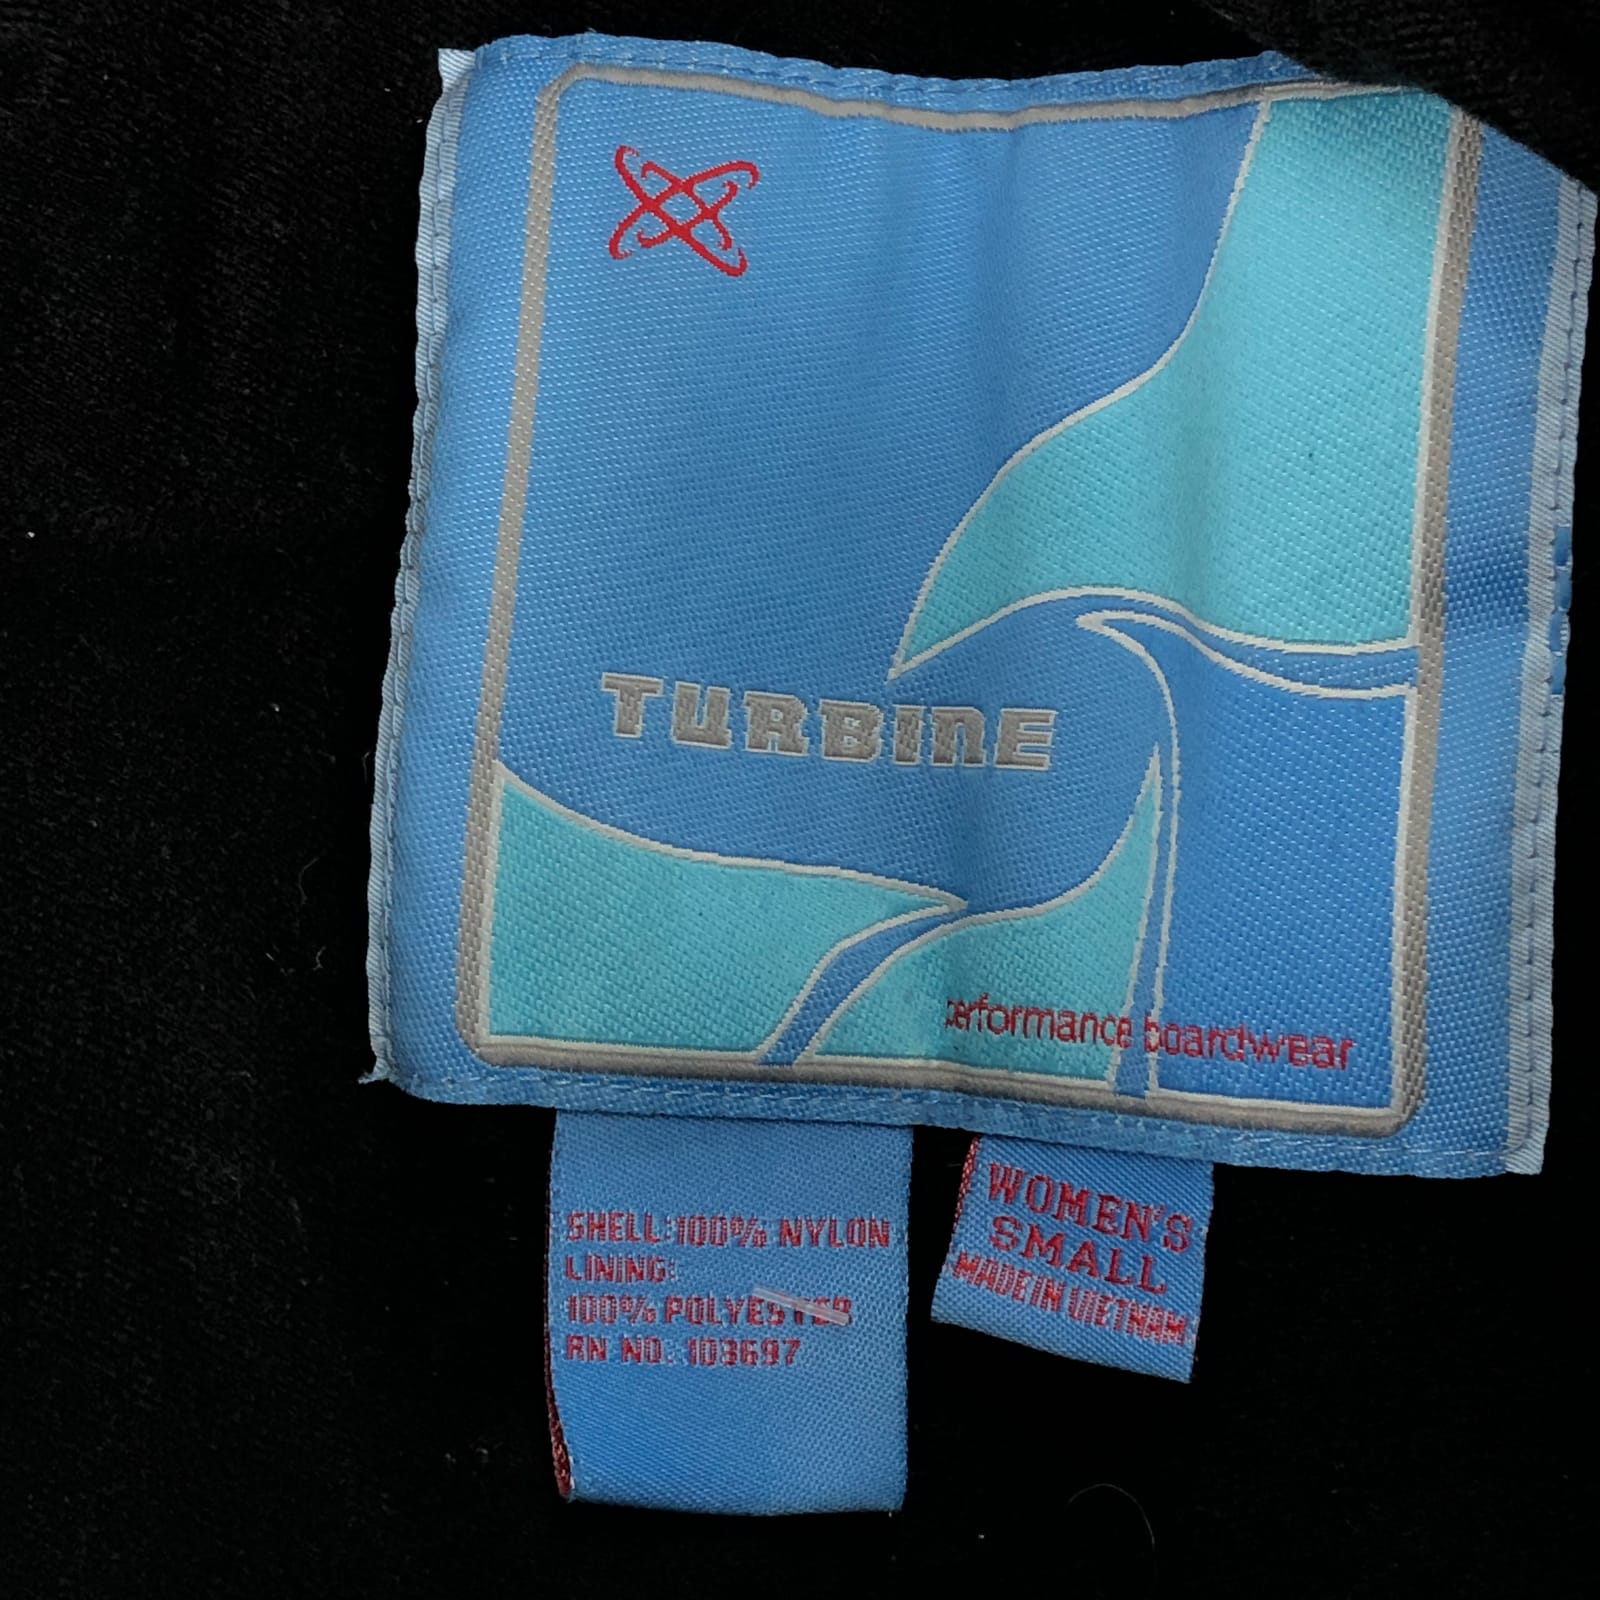 TURBINE
performance boardwear
SHELL:100% NYLON
LINING:
100% POLYESTER
RN NO. 103697
WOMEN'S
SMALL
MADE IN VIETNAM